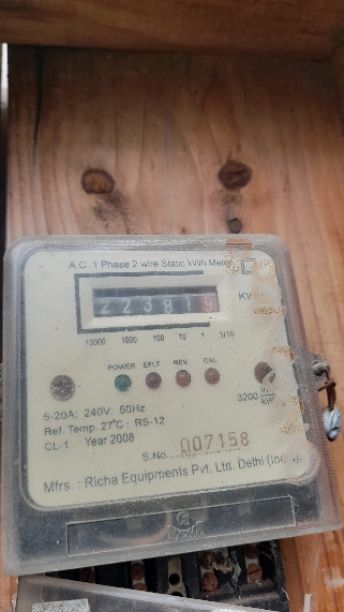 A.C. 1 Phase 2 wire Static kWh Meter
223819
KW
10000 1000 100 10 1 1/10
POWER EFLT REV. CAL
5-20A; 240V; 50Hz
3200
Ref. Temp. 27°C ; RS-12
CL-1 Year 2008
S.No. 007158
Mfrs. : Richa Equipments Pvt. Ltd. Delhi (India)